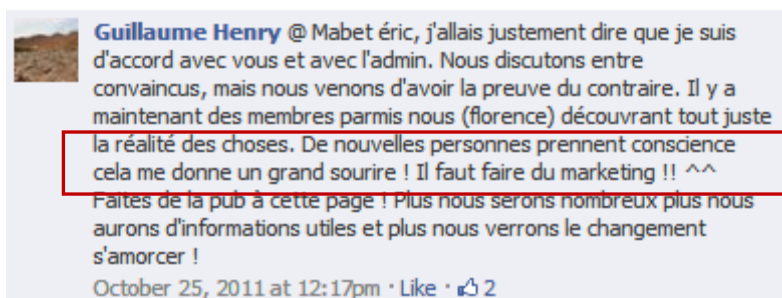 Guillaume Henry @ Mabet éric, j'allais justement dire que je suis
d'accord avec vous et avec l'admin. Nous discutons entre
convaincus, mais nous venons d'avoir la preuve du contraire. Il y a
maintenant des membres parmis nous (florence) découvrant tout juste
la réalité des choses. De nouvelles personnes prennent conscience
cela me donne un grand sourire ! Il faut faire du marketing !! ^^
Faites de la pub à cette page ! Plus nous serons nombreux plus nous
aurons d'informations utiles et plus nous verrons le changement
s'amorcer !
October 25, 2011 at 12:17pm · Like · 2